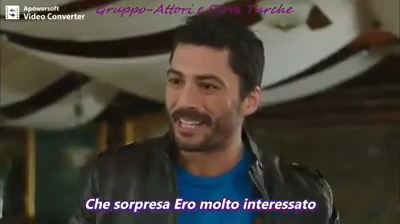 Gruppo-Attori e Serie Turche
Apowersoft
Video Converter
Che sorpresa Ero molto interessato